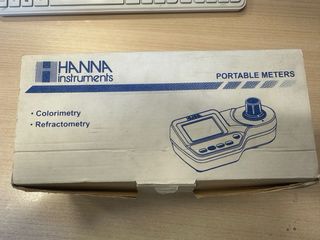 HANNA
instruments
PORTABLE METERS
• Colorimetry
• Refractometry